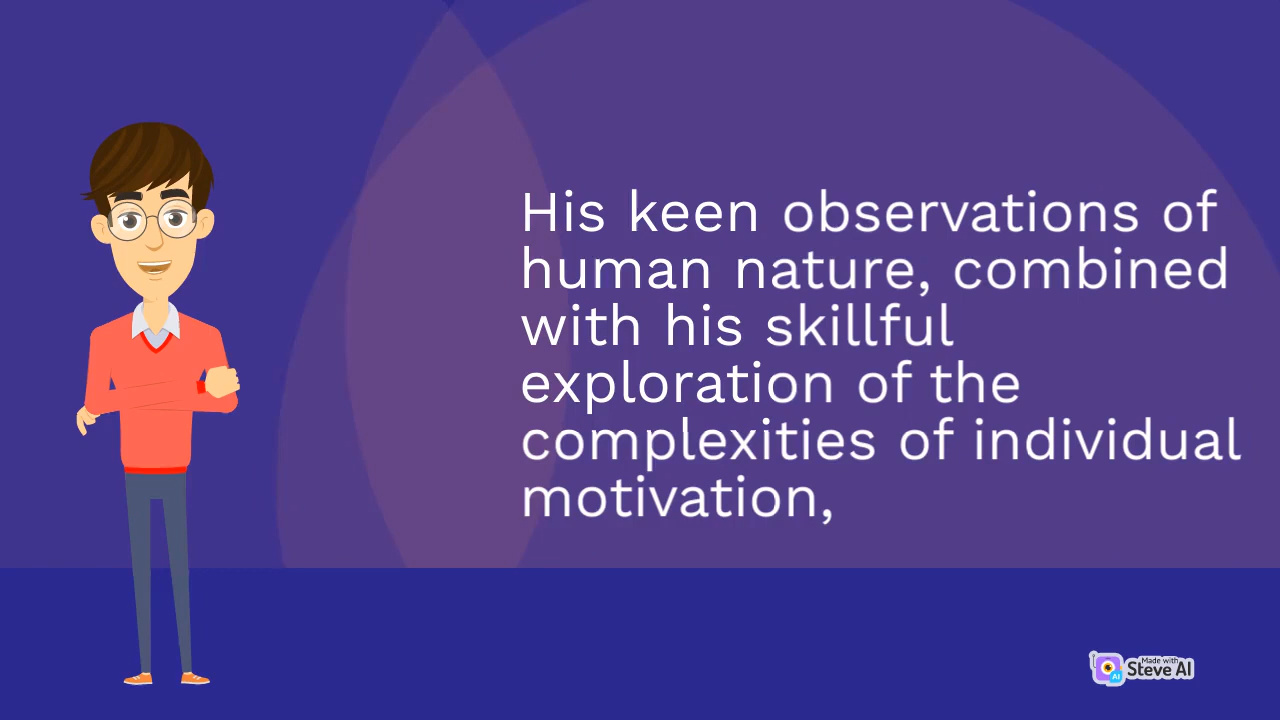 His keen observations of
human nature, combined
with his skillful
exploration of the
complexities of individual
motivation,
Made with
Steve AI
AI